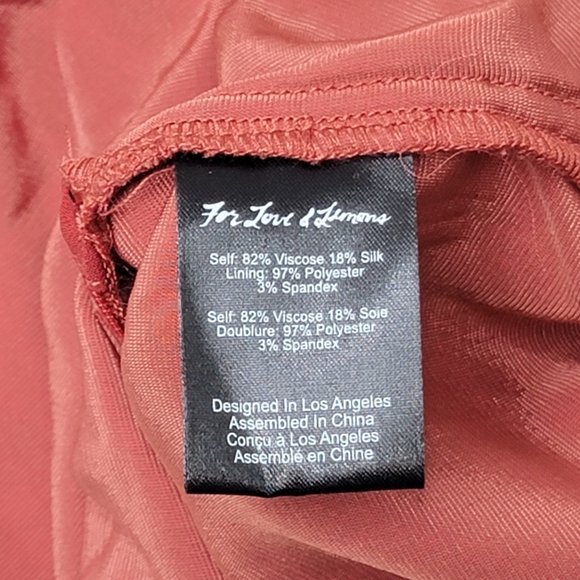 For Love & Lemons
Self: 82% Viscose 18% Silk
Lining: 97% Polyester
3% Spandex
Self: 82% Viscose 18% Soie
Doublure: 97% Polyester
3% Spandex
Designed In Los Angeles
Assembled In China
Conçu à Los Angeles
Assemblé en Chine